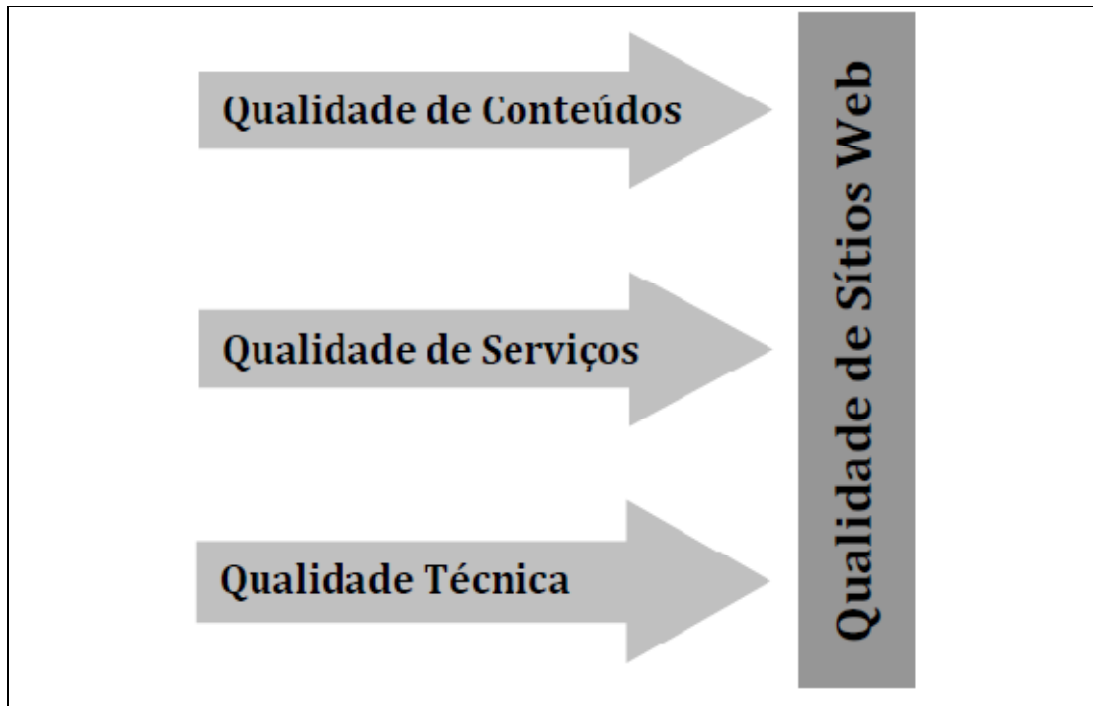 Qualidade de Conteúdos
Qualidade de Serviços
Qualidade Técnica
Qualidade de Sítios Web